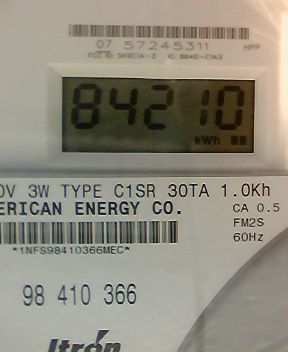 07 57245311
84210
kWh
0V 3W TYPE C1SR 30TA 1.0Kh
ERICAN ENERGY CO.
CA 0.5
FM2S
60Hz
*1NFS98410366MEC*
98 410 366
Itrón